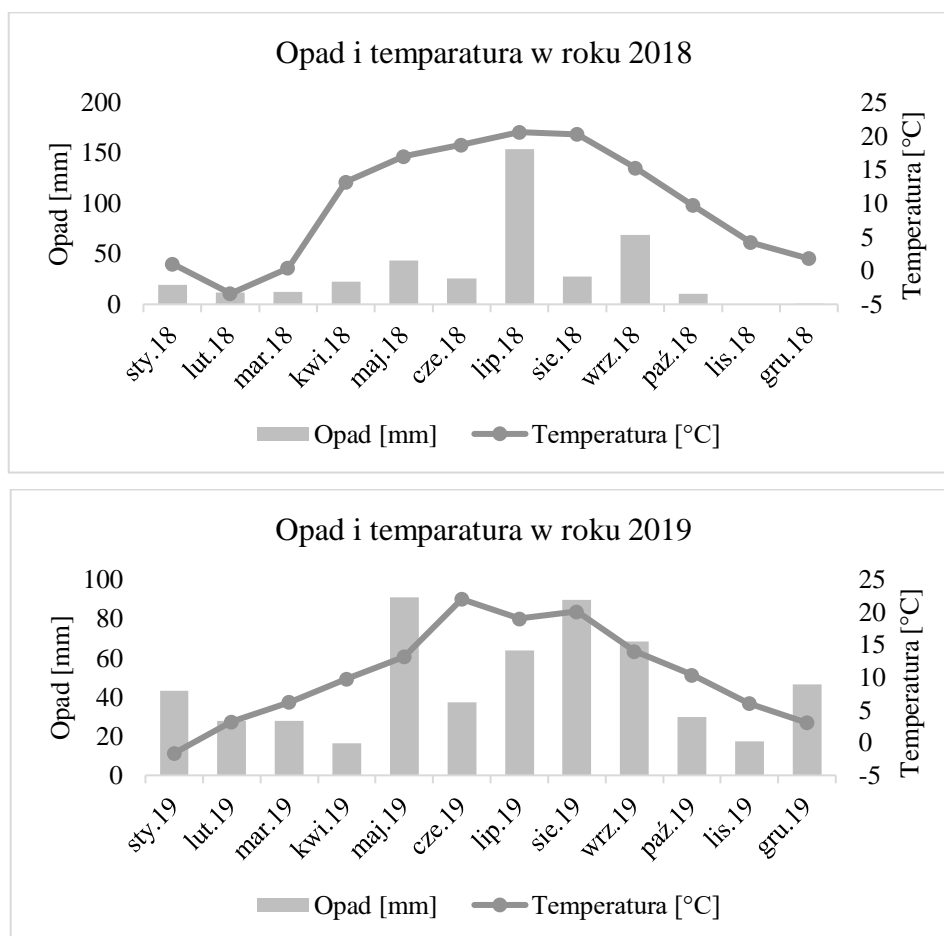 Opad i temparatura w roku 2018
200
150
100
50
0
Opad [mm]
25
20
15
10
5
0
-5
Temperatura [°C]
sty.18
lut.18
mar.18
kwi.18
maj.18
cze.18
lip.18
sie.18
wrz.18
paź.18
lis.18
gru.18
Opad [mm]
Temperatura [°C]
Opad i temparatura w roku 2019
100
80
60
40
20
0
Opad [mm]
25
20
15
10
5
0
-5
Temperatura [°C]
sty.19
lut.19
mar.19
kwi.19
maj.19
cze.19
lip.19
sie.19
wrz.19
paź.19
lis.19
gru.19
Opad [mm]
Temperatura [°C]